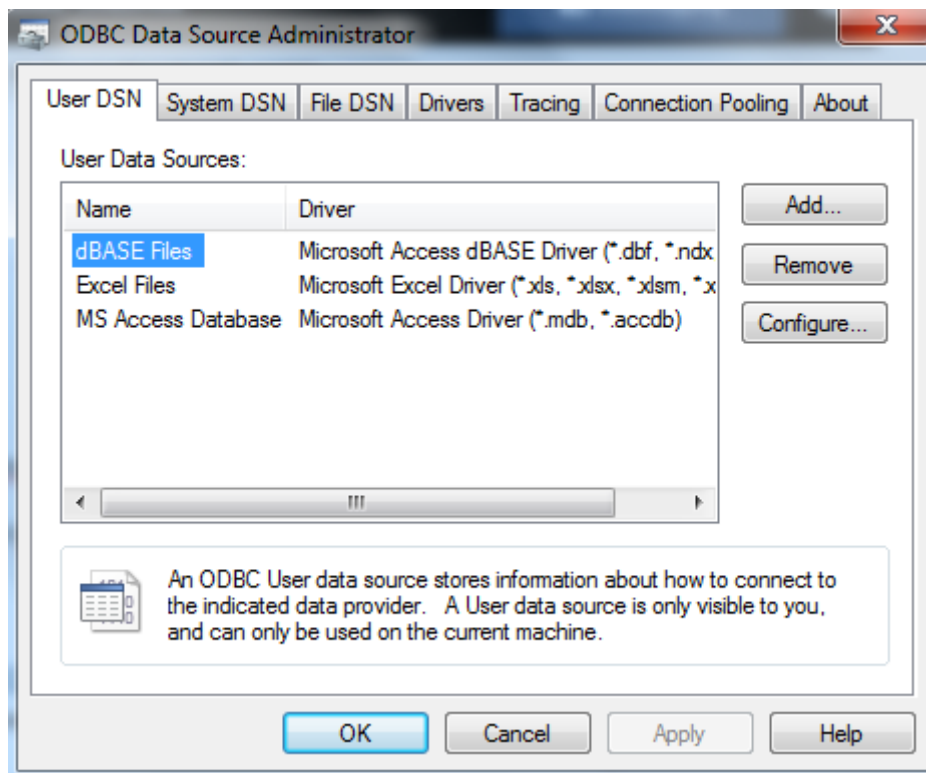 ODBC Data Source Administrator
User DSN System DSN File DSN Drivers Tracing Connection Pooling About
User Data Sources:
Name Driver Add...
dBASE Files Microsoft Access dBASE Driver (*.dbf, *.ndx
Remove
Excel Files Microsoft Excel Driver (*.xls, *.xlsx, *.xlsm, *.x
MS Access Database Microsoft Access Driver (*.mdb, *.accdb) Configure...
An ODBC User data source stores information about how to connect to
the indicated data provider. A User data source is only visible to you,
and can only be used on the current machine.
OK Cancel Apply Help